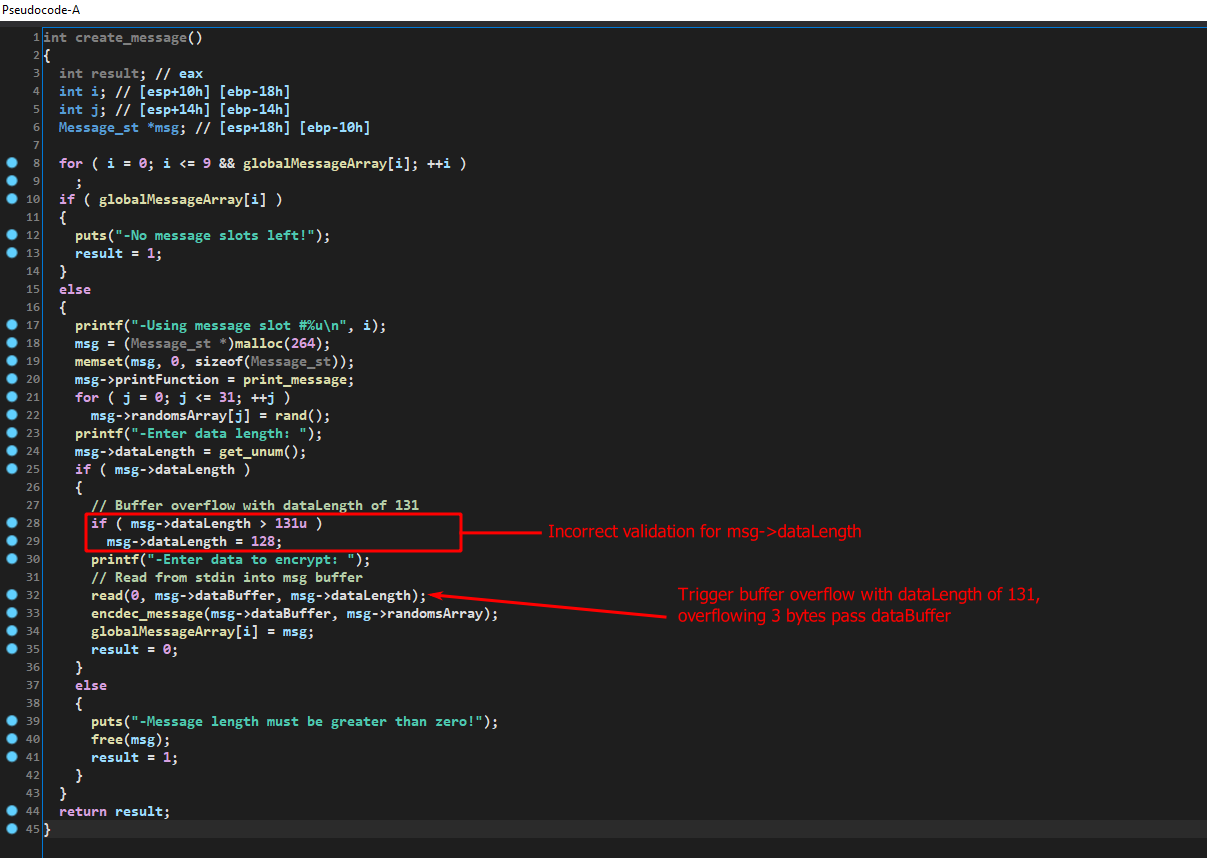 Pseudocode-A
1 int create_message()
2 {
3 int result; // eax
4 int i; // [esp+10h] [ebp-18h]
5 int j; // [esp+14h] [ebp-14h]
6 Message_st *msg; // [esp+18h] [ebp-10h]
7
8 for ( i = 0; i <= 9 && globalMessageArray[i]; ++i )
9 ;
10 if ( globalMessageArray[i] )
11 {
12 puts("-No message slots left!");
13 result = 1;
14 }
15 else
16 {
17 printf("-Using message slot #%u\n", i);
18 msg = (Message_st *)malloc(264);
19 memset(msg, 0, sizeof(Message_st));
20 msg->printFunction = print_message;
21 for ( j = 0; j <= 31; ++j )
22 msg->randomsArray[j] = rand();
23 printf("-Enter data length: ");
24 msg->dataLength = get_unum();
25 if ( msg->dataLength )
26 {
27 // Buffer overflow with dataLength of 131
28 if ( msg->dataLength > 131u )
29 msg->dataLength = 128;
Incorrect validation for msg->dataLength
30 printf("-Enter data to encrypt: ");
31 // Read from stdin into msg buffer
32 read(0, msg->dataBuffer, msg->dataLength);
Trigger buffer overflow with dataLength of 131,
overflowing 3 bytes pass dataBuffer
33 encdec_message(msg->dataBuffer, msg->randomsArray);
34 globalMessageArray[i] = msg;
35 result = 0;
36 }
37 else
38 {
39 puts("-Message length must be greater than zero!");
40 free(msg);
41 result = 1;
42 }
43 }
44 return result;
45 }